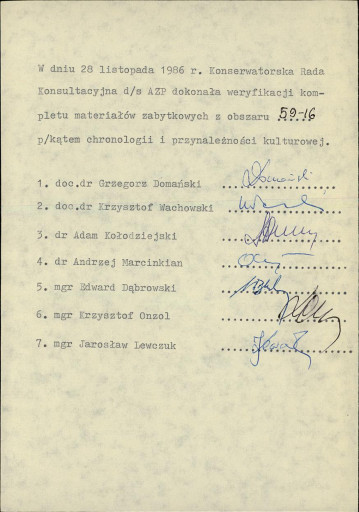 W dniu 28 listopada 1986 r. Konserwatorska Rada
Konsultacyjna d/s AZP dokonała weryfikacji kom-
pletu materiałów zabytkowych z obszaru 59-16
p/kątem chronologii i przynależności kulturowej.
1. doc.dr Grzegorz Domański
2. doc.dr Krzysztof Wachowski
3. dr Adam Kołodziejski
4. dr Andrzej Marcinkian
5. mgr Edward Dąbrowski
6. mgr Krzysztof Onzol
7. mgr Jarosław Lewczuk